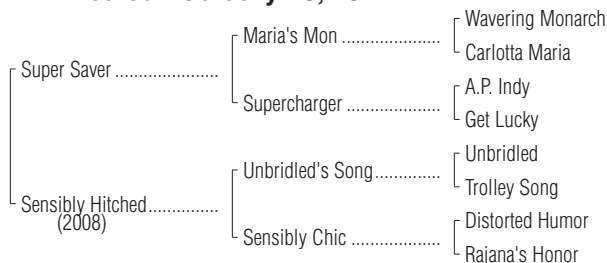 Wavering Monarch
Maria's Mon ....................
Carlotta Maria
Super Saver .....................
A.P. Indy
Supercharger ....................
Get Lucky
Unbridled
Unbridled's Song..............
Trolley Song
Sensibly Hitched..............
(2008)
Distorted Humor
Sensibly Chic ...................
Rajana's Honor